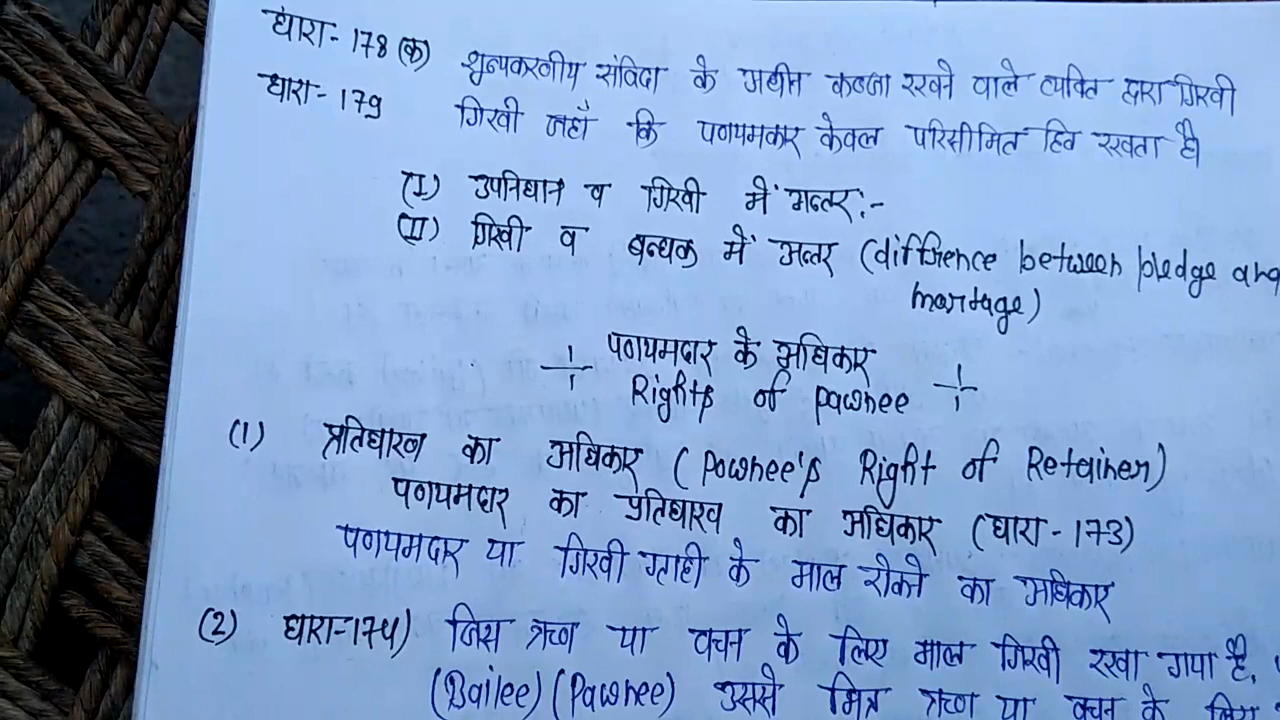 धारा- 178 (क) शून्यकरणीय संविदा के अधीन कब्जा रखने वाले व्यक्ति द्वारा गिरवी
धारा- 179 गिरवी जहाँ कि पणयमकार केवल परिसीमित हित रखता है।
(I) उपनिधान व गिरवी में अन्तर:-
(II) गिरवी व बन्धक में अन्तर (diffirence between pledge and
mortage)
पणयमदार के अधिकार
Rights of pawnee
(1) प्रतिधारण का अधिकार (Pawnee's Right of Retainer)
पणयमदार का प्रतिधारण का अधिकार (धारा - 173)
पणयमदार या गिरवी ग्राही के माल रोकने का अधिकार
(2) धारा-174) जिस ऋण या वचन के लिए माल गिरवी रखा गया है,
(Bailee) (Pawnee) उससे भिन्न ऋण या वचन के लिए